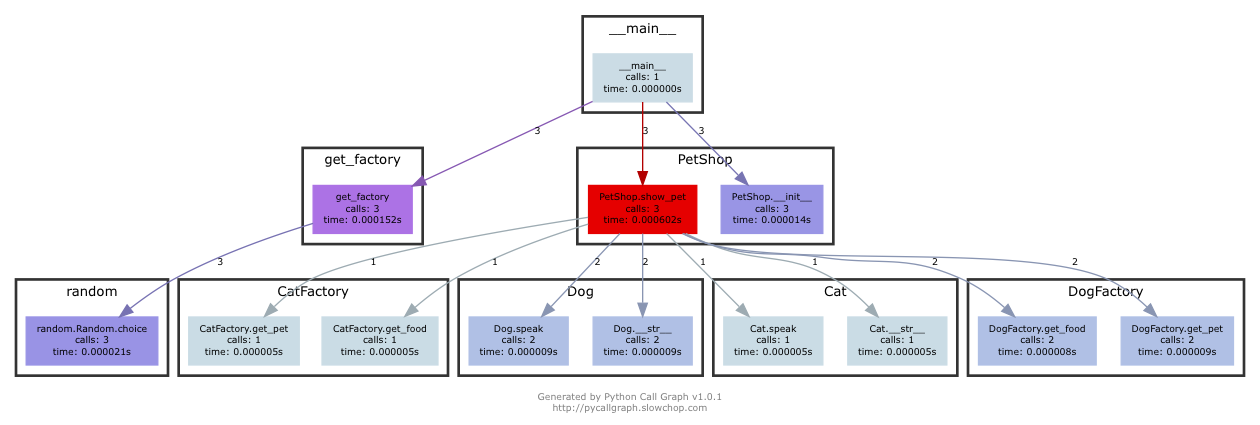 __main__
__main__
calls: 1
time: 0.000000s
3
3
3
get_factory
PetShop
get_factory
calls: 3
time: 0.000152s
PetShop.show_pet
calls: 3
time: 0.000602s
PetShop.__init__
calls: 3
time: 0.000014s
3
1
1
2
2
1
1
2
2
random
CatFactory
Dog
Cat
DogFactory
random.Random.choice
calls: 3
time: 0.000021s
CatFactory.get_pet
calls: 1
time: 0.000005s
CatFactory.get_food
calls: 1
time: 0.000005s
Dog.speak
calls: 2
time: 0.000009s
Dog.__str__
calls: 2
time: 0.000009s
Cat.speak
calls: 1
time: 0.000005s
Cat.__str__
calls: 1
time: 0.000005s
DogFactory.get_food
calls: 2
time: 0.000008s
DogFactory.get_pet
calls: 2
time: 0.000009s
Generated by Python Call Graph v1.0.1
http://pycallgraph.slowchop.com